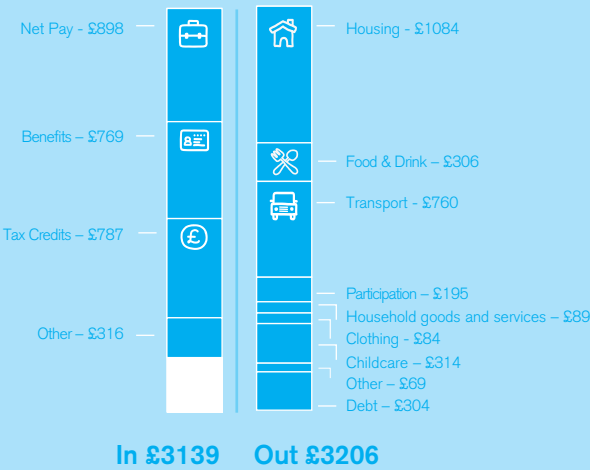 Net Pay - £898
Benefits – £769
Tax Credits – £787
Other – £316
In £3139
Housing - £1084
Food & Drink – £306
Transport - £760
Participation – £195
Household goods and services – £89
Clothing - £84
Childcare – £314
Other – £69
Debt – £304
Out £3206